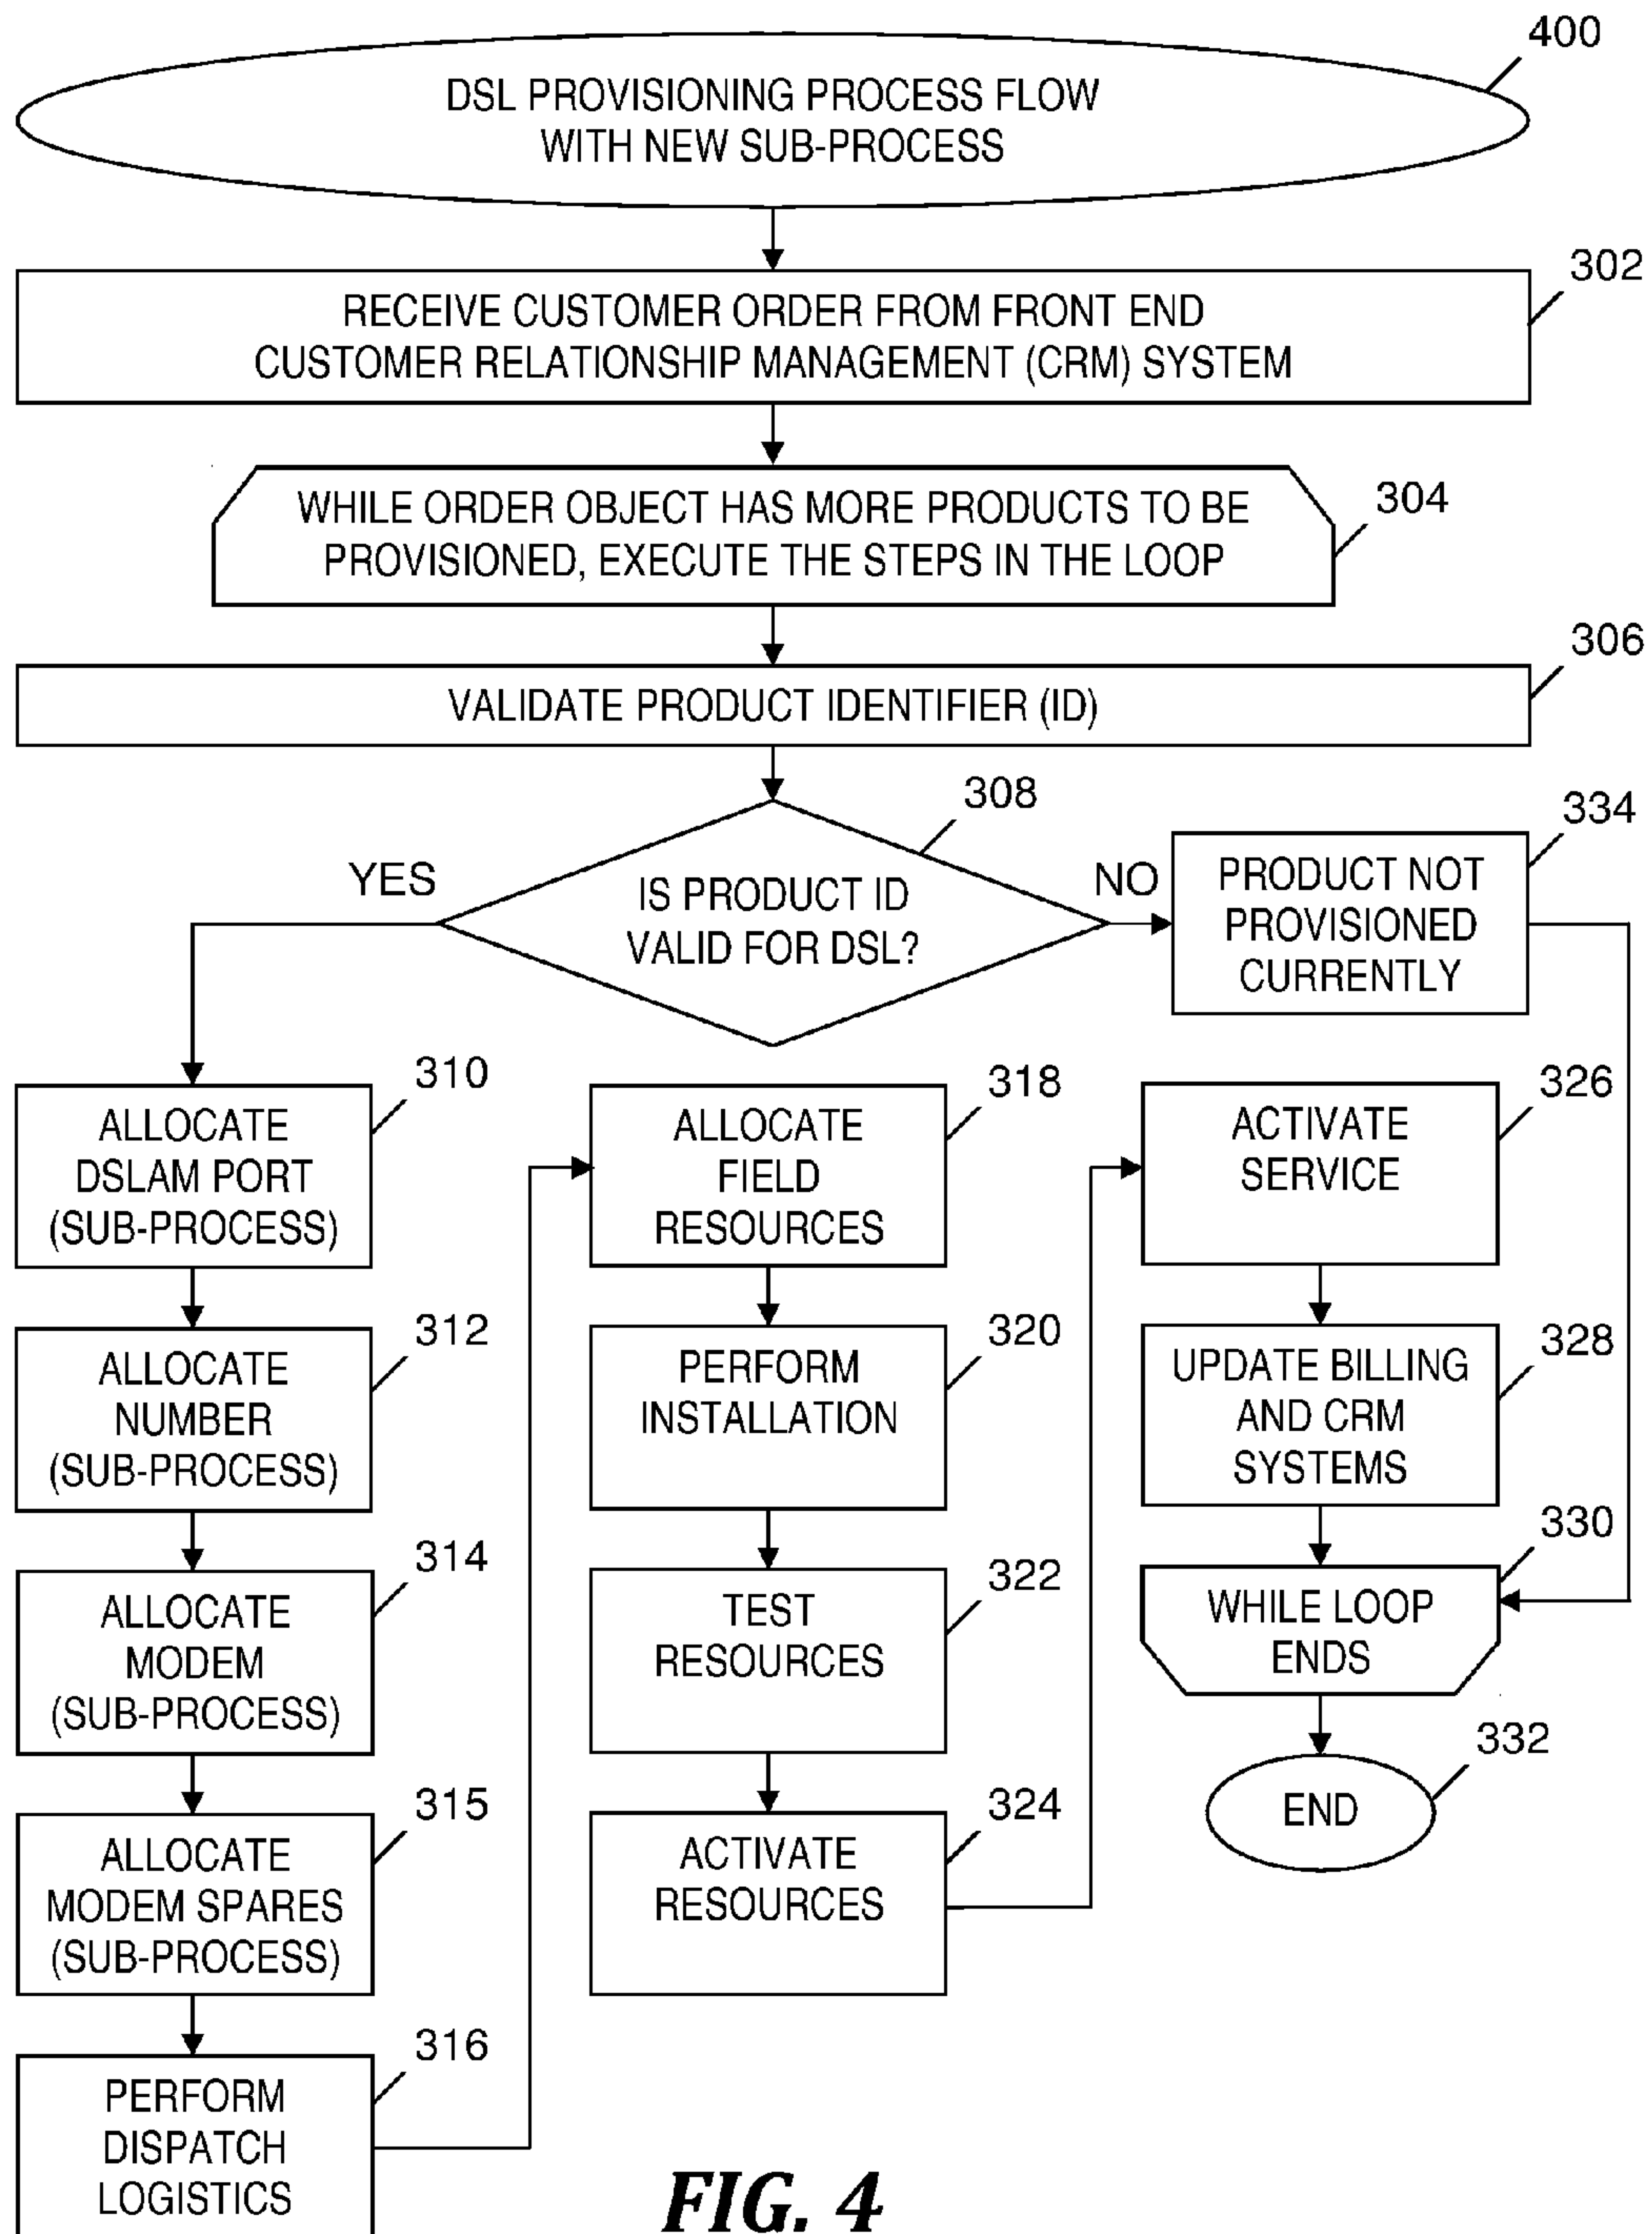 400
DSL PROVISIONING PROCESS FLOW
WITH NEW SUB-PROCESS
302
RECEIVE CUSTOMER ORDER FROM FRONT END
CUSTOMER RELATIONSHIP MANAGEMENT (CRM) SYSTEM
304
WHILE ORDER OBJECT HAS MORE PRODUCTS TO BE
PROVISIONED, EXECUTE THE STEPS IN THE LOOP
306
VALIDATE PRODUCT IDENTIFIER (ID)
308
IS PRODUCT ID
VALID FOR DSL?
YES
NO
334
PRODUCT NOT
PROVISIONED
CURRENTLY
310
ALLOCATE
DSLAM PORT
(SUB-PROCESS)
312
ALLOCATE
NUMBER
(SUB-PROCESS)
314
ALLOCATE
MODEM
(SUB-PROCESS)
315
ALLOCATE
MODEM SPARES
(SUB-PROCESS)
316
PERFORM
DISPATCH
LOGISTICS
318
ALLOCATE
FIELD
RESOURCES
320
PERFORM
INSTALLATION
322
TEST
RESOURCES
324
ACTIVATE
RESOURCES
326
ACTIVATE
SERVICE
328
UPDATE BILLING
AND CRM
SYSTEMS
330
WHILE LOOP
ENDS
332
END
FIG. 4